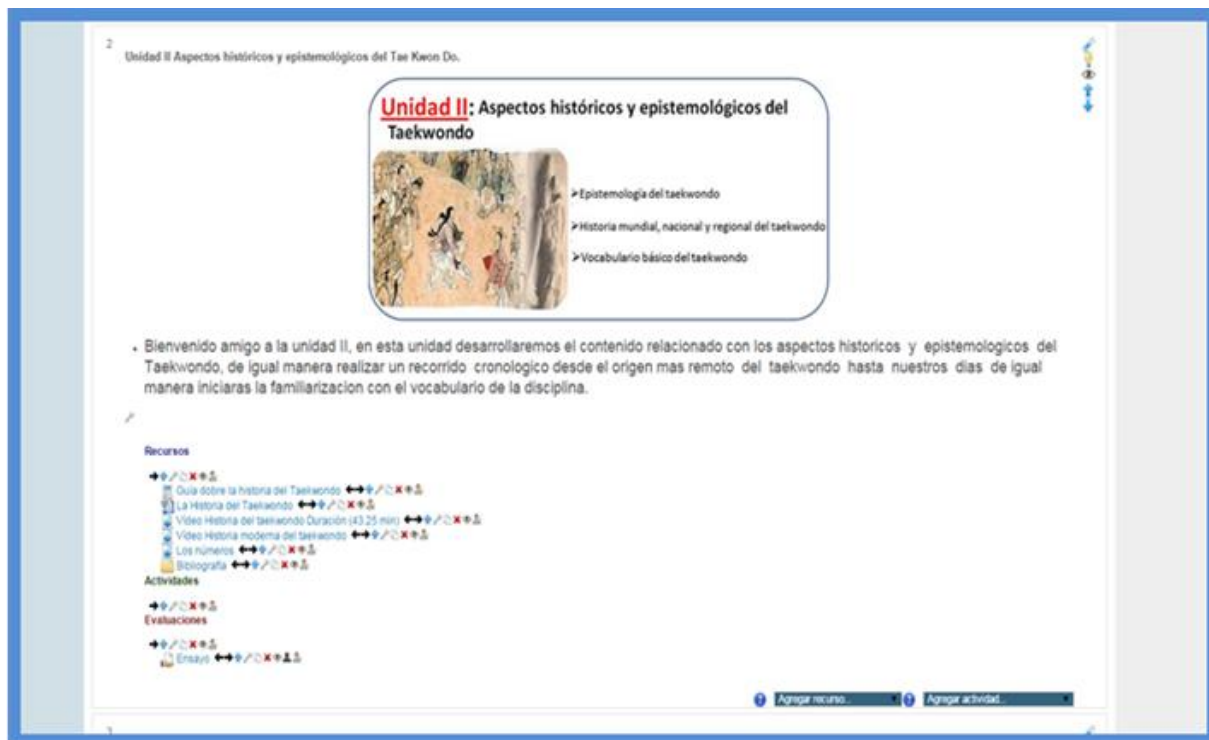 2
Unidad II Aspectos históricos y epistemológicos del Tae Kwon Do.
Unidad II: Aspectos históricos y epistemológicos del
Taekwondo
➢Epistemología del taekwondo
➢Historia mundial, nacional y regional del taekwondo
➢Vocabulario básico del taekwondo
• Bienvenido amigo a la unidad II, en esta unidad desarrollaremos el contenido relacionado con los aspectos historicos y epistemologicos del
Taekwondo, de igual manera realizar un recorrido cronologico desde el origen mas remoto del taekwondo hasta nuestros dias de igual
manera iniciaras la familiarizacion con el vocabulario de la disciplina.
Recursos
Guia dobre la historia del Taekwondo
La Historia del Taekwondo
Video Historia del taekwondo Duración (43.25 min)
Video Historia moderna del taekwondo
Los números
Bibliografia
Actividades
Evaluaciones
Ensayo
Agregar recurso...
Agregar actividad...